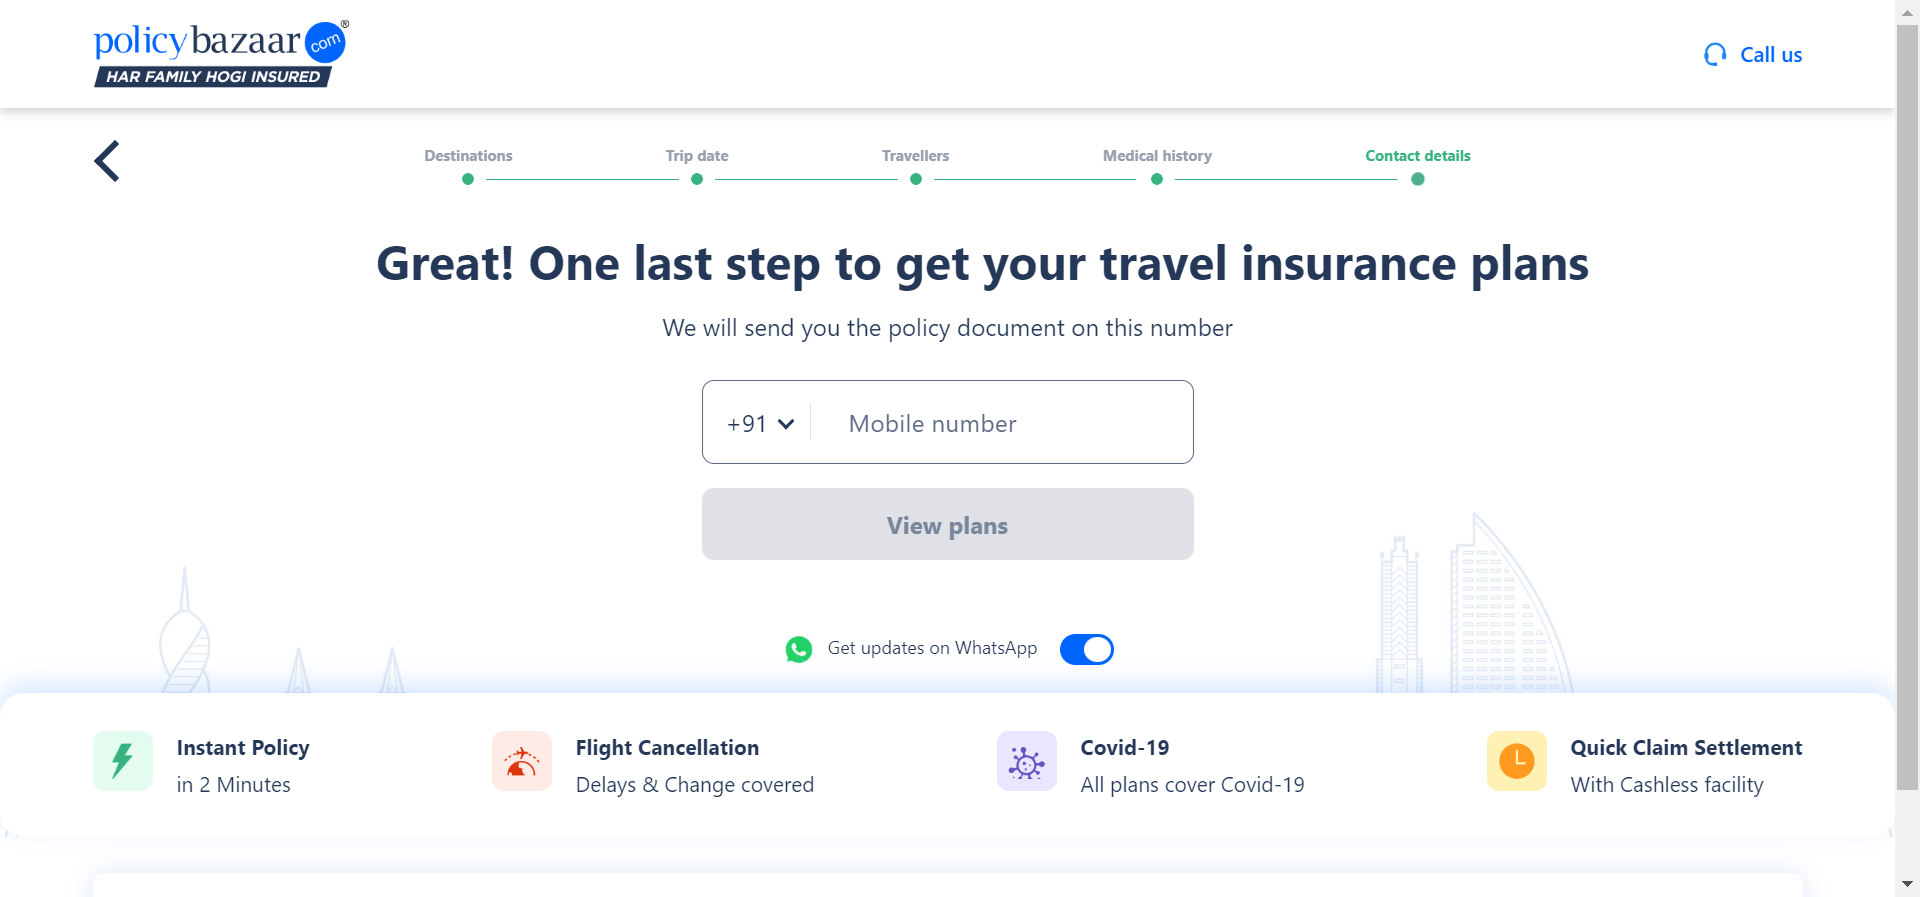 policybazaar com ®
HAR FAMILY HOGI INSURED
Call us
Destinations
Trip date
Travellers
Medical history
Contact details
Great! One last step to get your travel insurance plans
We will send you the policy document on this number
+91
Mobile number
View plans
Get updates on WhatsApp
Instant Policy
in 2 Minutes
Flight Cancellation
Delays & Change covered
Covid-19
All plans cover Covid-19
Quick Claim Settlement
With Cashless facility